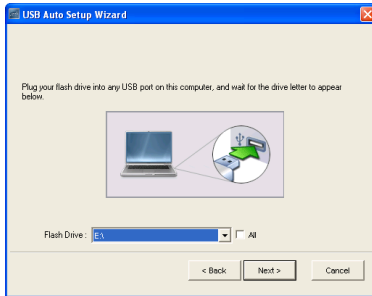 USB Auto Setup Wizard
Plug your flash drive into any USB port on this computer, and wait for the drive letter to appear
below.
Flash Drive : E:\ All
< Back Next > Cancel